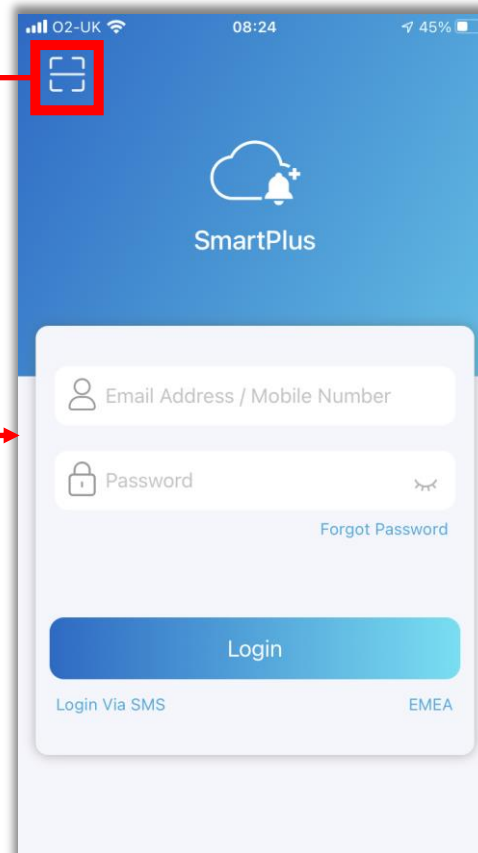 O2-UK 08:24 45%
SmartPlus
Email Address / Mobile Number
Password
Forgot Password
Login
Login Via SMS EMEA